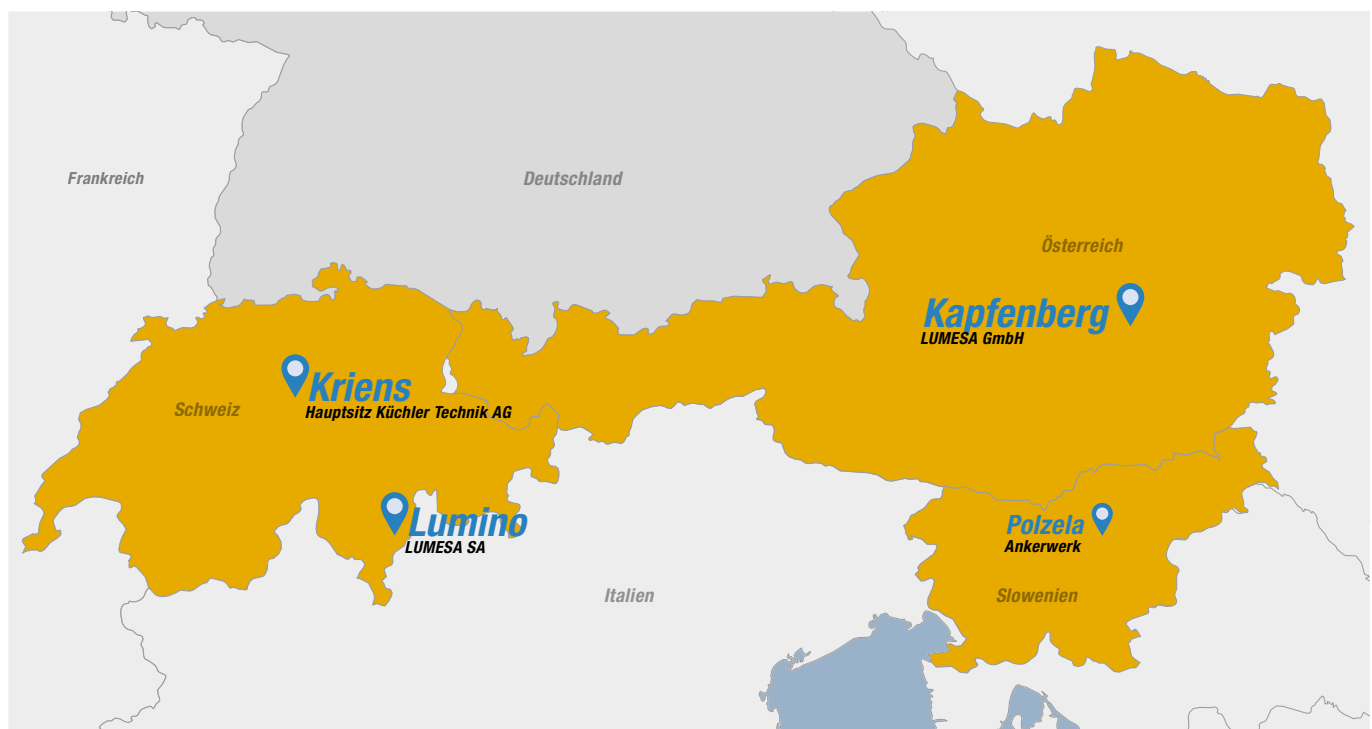 Frankreich
Deutschland
Österreich
Kapfenberg
LUMESA GmbH
Kriens
Hauptsitz Küchler Technik AG
Schweiz
Lumino
LUMESA SA
Polzela
Ankerwerk
Italien
Slowenien